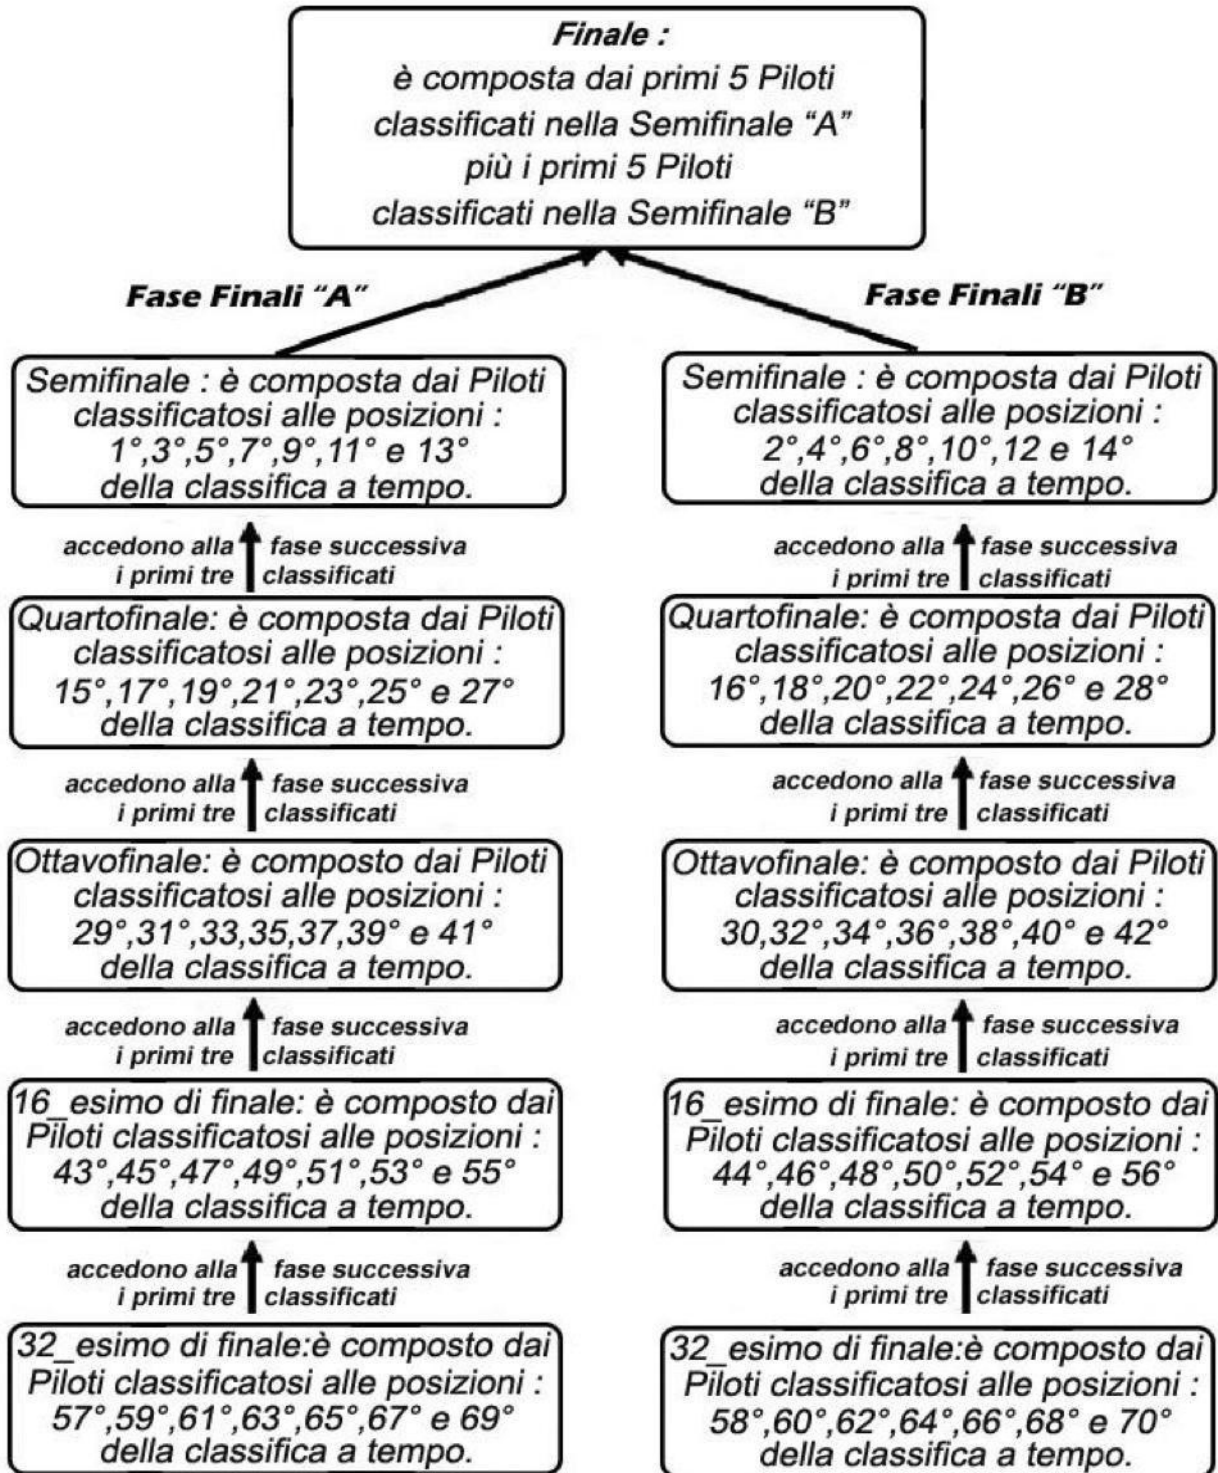 Finale :
è composta dai primi 5 Piloti
classificati nella Semifinale “A”
più i primi 5 Piloti
classificati nella Semifinale “B”
Fase Finali “A”
Semifinale : è composta dai Piloti
classificatosi alle posizioni :
1°,3°,5°,7°,9°,11° e 13°
della classifica a tempo.
accedono alla fase successiva
i primi tre classificati
Quartofinale: è composta dai Piloti
classificatosi alle posizioni :
15°,17°,19°,21°,23°,25° e 27°
della classifica a tempo.
accedono alla fase successiva
i primi tre classificati
Ottavofinale: è composto dai Piloti
classificatosi alle posizioni :
29°,31°,33,35,37,39° e 41°
della classifica a tempo.
accedono alla fase successiva
i primi tre classificati
16_esimo di finale: è composto dai
Piloti classificatosi alle posizioni :
43°,45°,47°,49°,51°,53° e 55°
della classifica a tempo.
accedono alla fase successiva
i primi tre classificati
32_esimo di finale:è composto dai
Piloti classificatosi alle posizioni :
57°,59°,61°,63°,65°,67° e 69°
della classifica a tempo.
Fase Finali “B”
Semifinale : è composta dai Piloti
classificatosi alle posizioni :
2°,4°,6°,8°,10°,12 e 14°
della classifica a tempo.
accedono alla fase successiva
i primi tre classificati
Quartofinale: è composta dai Piloti
classificatosi alle posizioni :
16°,18°,20°,22°,24°,26° e 28°
della classifica a tempo.
accedono alla fase successiva
i primi tre classificati
Ottavofinale: è composto dai Piloti
classificatosi alle posizioni :
30,32°,34°,36°,38°,40° e 42°
della classifica a tempo.
accedono alla fase successiva
i primi tre classificati
16_esimo di finale: è composto dai
Piloti classificatosi alle posizioni :
44°,46°,48°,50°,52°,54° e 56°
della classifica a tempo.
accedono alla fase successiva
i primi tre classificati
32_esimo di finale:è composto dai
Piloti classificatosi alle posizioni :
58°,60°,62°,64°,66°,68° e 70°
della classifica a tempo.